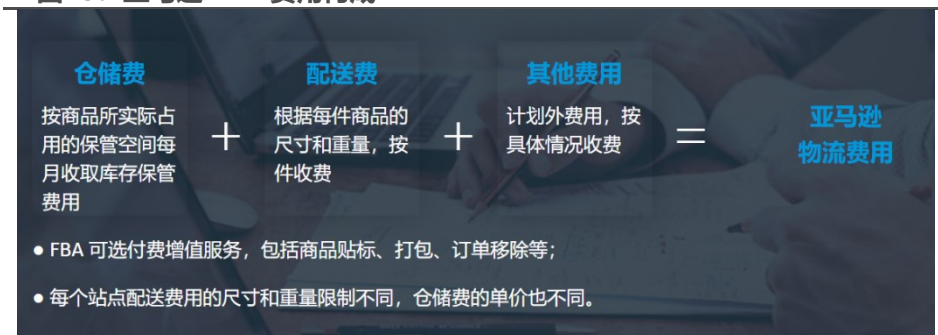 仓储费
按商品所实际占
用的保管空间每
月收取库存保管
费用
+
配送费
根据每件商品的
尺寸和重量，按
件收费
+
其他费用
计划外费用，按
具体情况收费
=
亚马逊
物流费用
● FBA 可选付费增值服务，包括商品贴标、打包、订单移除等；
● 每个站点配送费用的尺寸和重量限制不同，仓储费的单价也不同。